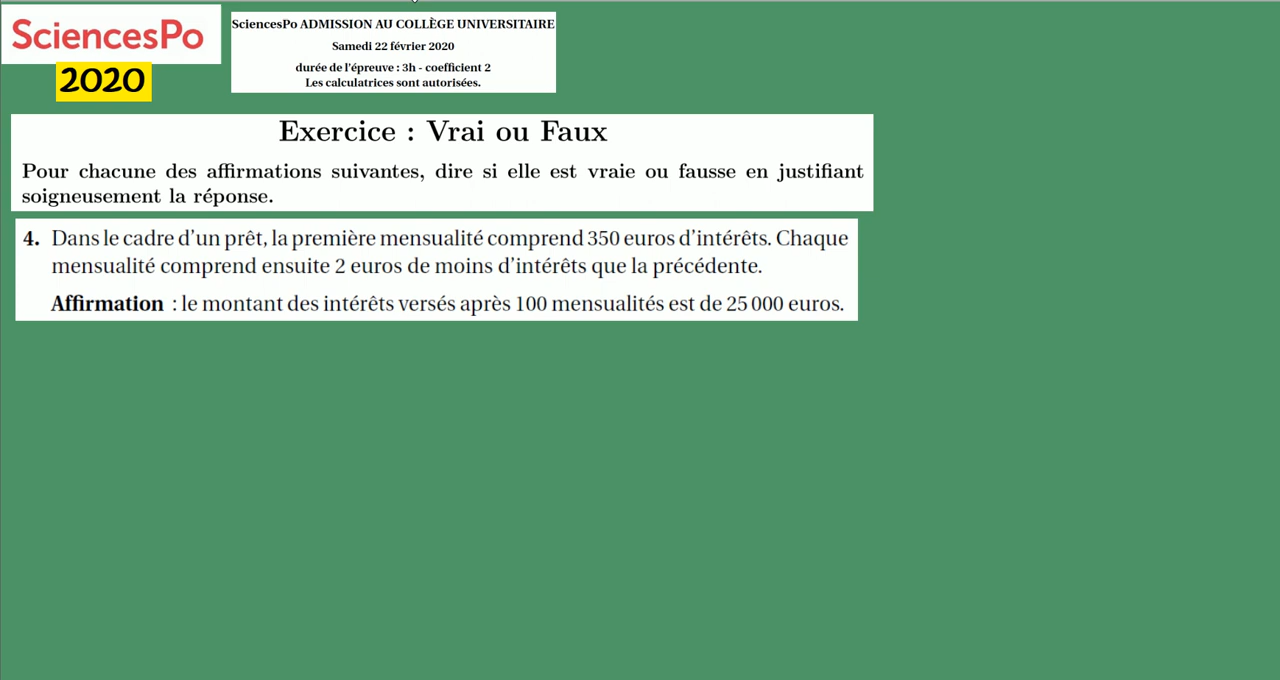 SciencesPo
2020
SciencesPo ADMISSION AU COLLÈGE UNIVERSITAIRE
Samedi 22 février 2020
durée de l'épreuve : 3h - coefficient 2
Les calculatrices sont autorisées.
Exercice : Vrai ou Faux
Pour chacune des affirmations suivantes, dire si elle est vraie ou fausse en justifiant
soigneusement la réponse.
4. Dans le cadre d'un prêt, la première mensualité comprend 350 euros d'intérêts. Chaque
mensualité comprend ensuite 2 euros de moins d'intérêts que la précédente.
Affirmation : le montant des intérêts versés après 100 mensualités est de 25 000 euros.